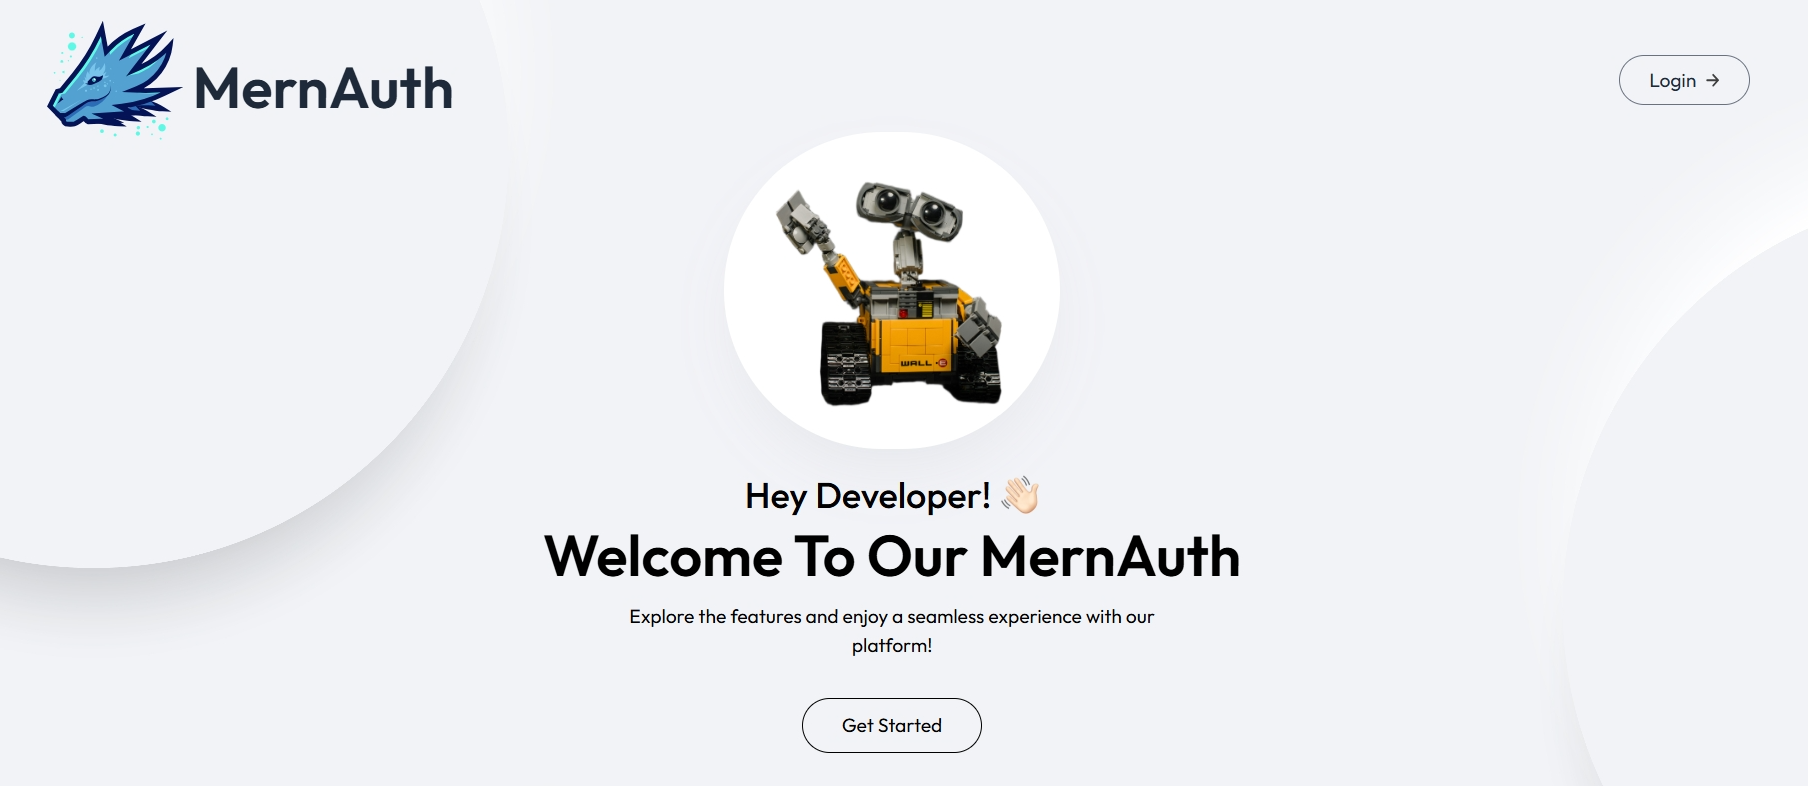 MernAuth
Login →
WALL•E
Hey Developer! 👋🏻
Welcome To Our MernAuth
Explore the features and enjoy a seamless experience with our
platform!
Get Started